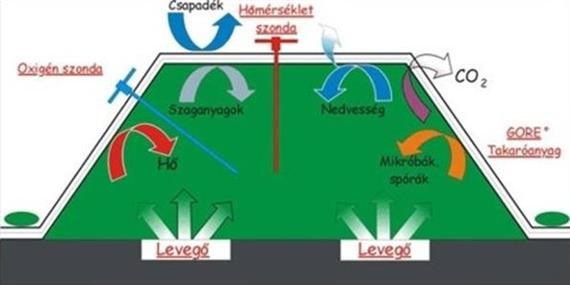 Csapadék
Hőmérséklet
szonda
Oxigén szonda
CO2
Szaganyagok
Nedvesség
GORE®
Takaróanyag
Hő
Mikróbák,
spórák
Levegő
Levegő